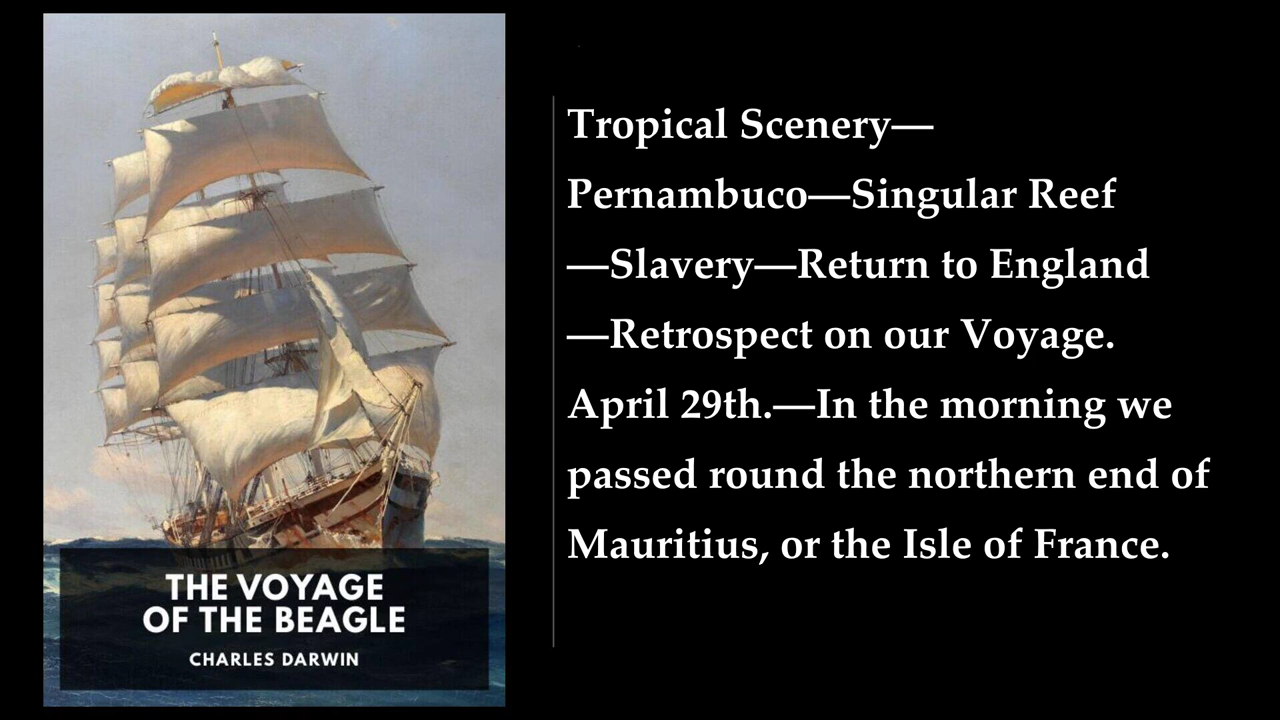 THE VOYAGE
OF THE BEAGLE
CHARLES DARWIN
Tropical Scenery—
Pernambuco—Singular Reef
—Slavery—Return to England
—Retrospect on our Voyage.
April 29th.—In the morning we
passed round the northern end of
Mauritius, or the Isle of France.